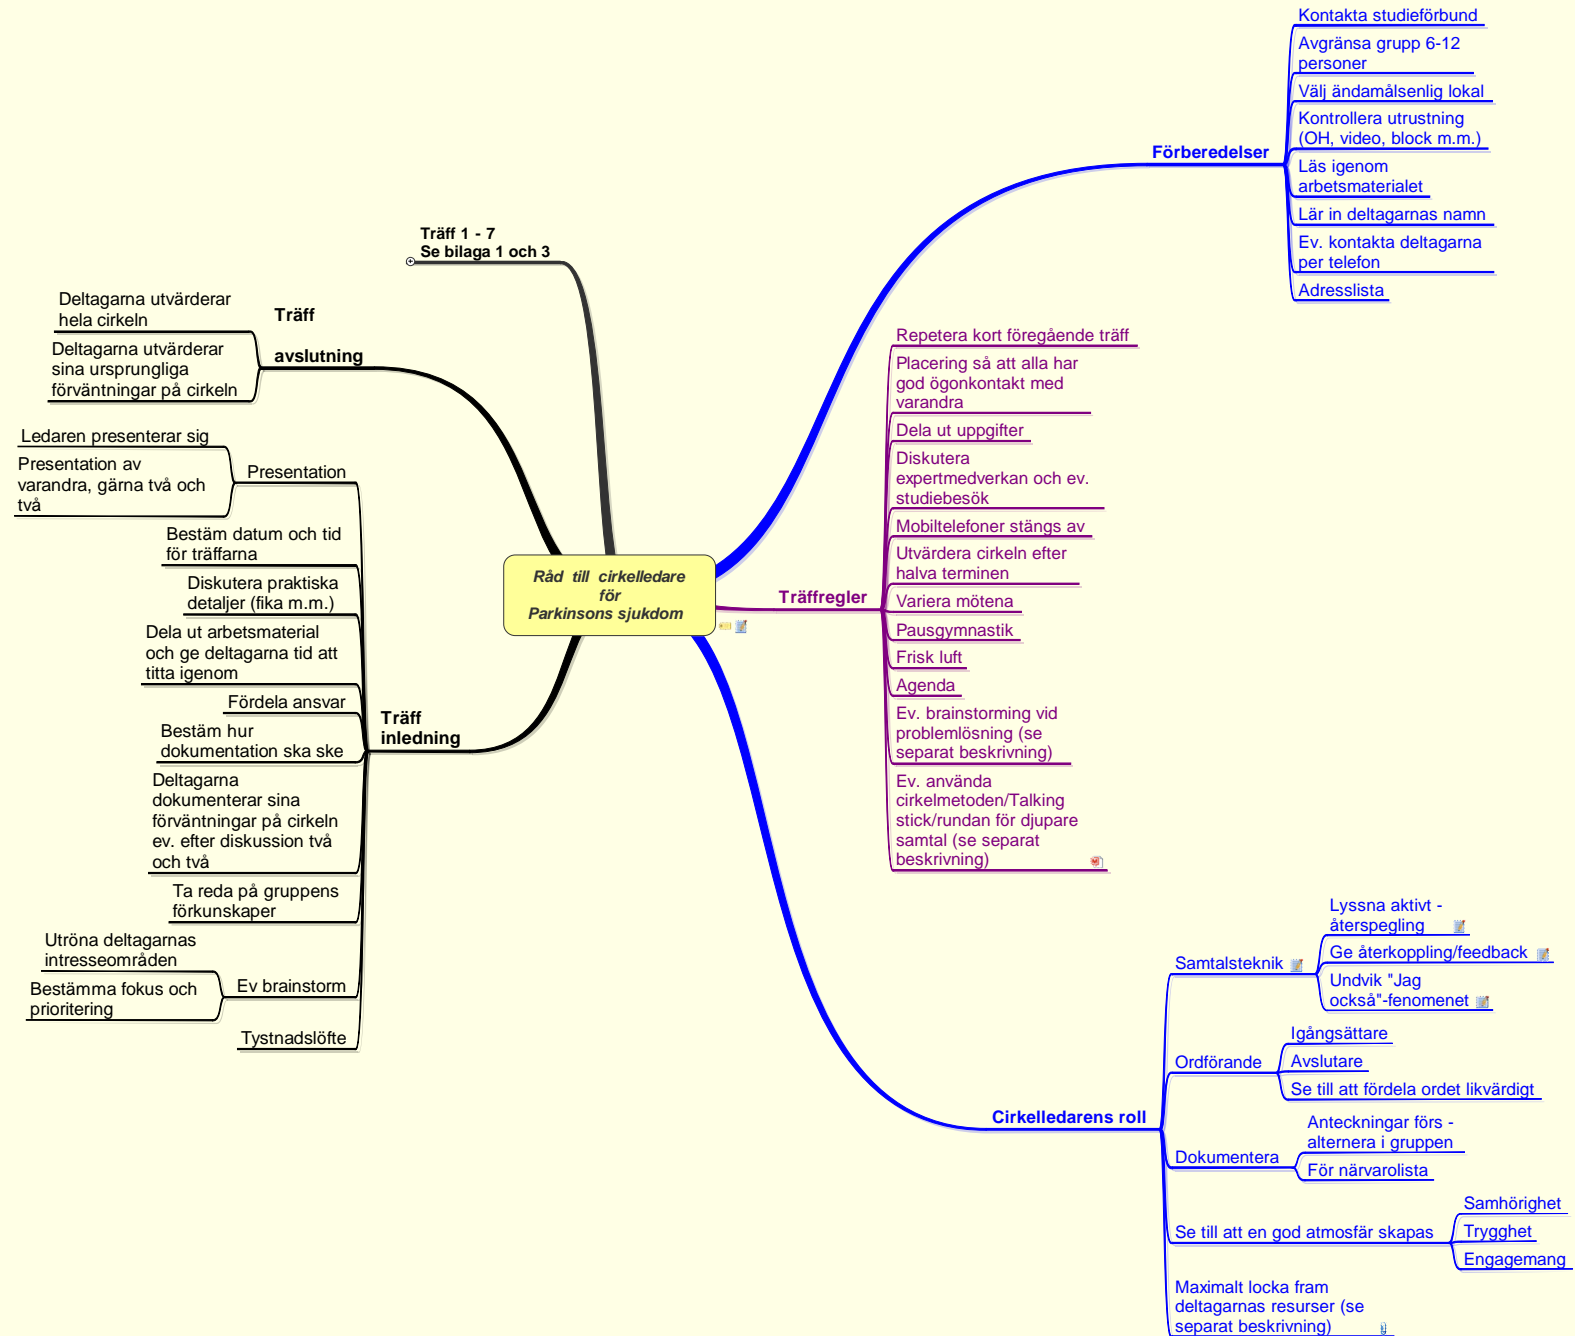 Råd till cirkelledare
för
Parkinsons sjukdom
Förberedelser
Kontakta studieförbund
Avgränsa grupp 6-12
personer
Välj ändamålsenlig lokal
Kontrollera utrustning
(OH, video, block m.m.)
Läs igenom
arbetsmaterialet
Lär in deltagarnas namn
Ev. kontakta deltagarna
per telefon
Adresslista
Träffregler
Repetera kort föregående träff
Placering så att alla har
god ögonkontakt med
varandra
Dela ut uppgifter
Diskutera
expertmedverkan och ev.
studiebesök
Mobiltelefoner stängs av
Utvärdera cirkeln efter
halva terminen
Variera mötena
Pausgymnastik
Frisk luft
Agenda
Ev. brainstorming vid
problemlösning (se
separat beskrivning)
Ev. använda
cirkelmetoden/Talking
stick/rundan för djupare
samtal (se separat
beskrivning)
Cirkelledarens roll
Samtalsteknik
Lyssna aktivt -
återspegling
Ge återkoppling/feedback
Undvik "Jag
också"-fenomenet
Ordförande
Igångsättare
Avslutare
Se till att fördela ordet likvärdigt
Dokumentera
Anteckningar förs -
alternera i gruppen
För närvarolista
Se till att en god atmosfär skapas
Samhörighet
Trygghet
Engagemang
Maximalt locka fram
deltagarnas resurser (se
separat beskrivning)
Träff
inledning
Presentation
Ledaren presenterar sig
Presentation av
varandra, gärna två och
två
Bestäm datum och tid
för träffarna
Diskutera praktiska
detaljer (fika m.m.)
Dela ut arbetsmaterial
och ge deltagarna tid att
titta igenom
Fördela ansvar
Bestäm hur
dokumentation ska ske
Deltagarna
dokumenterar sina
förväntningar på cirkeln
ev. efter diskussion två
och två
Ta reda på gruppens
förkunskaper
Ev brainstorm
Utröna deltagarnas
intresseområden
Bestämma fokus och
prioritering
Tystnadslöfte
Träff
avslutning
Deltagarna utvärderar
hela cirkeln
Deltagarna utvärderar
sina ursprungliga
förväntningar på cirkeln
Träff 1 - 7
Se bilaga 1 och 3